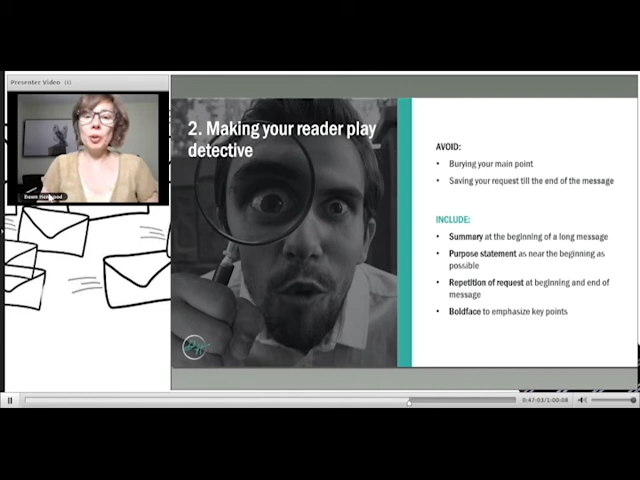 Presenter Video
2. Making your reader play
detective
AVOID:
• Burying your main point
• Saving your request till the end of the message
INCLUDE:
• Summary at the beginning of a long message
• Purpose statement as near the beginning as
possible
• Repetition of request at beginning and end of
message
• Boldface to emphasize key points
0:47:03/1:00:08